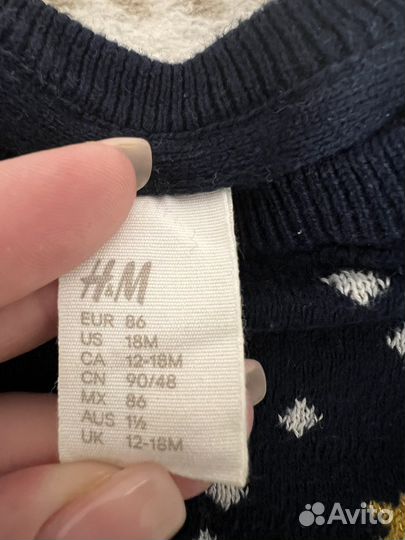 H&M
EUR 86
US 18M
CA 12-18M
CN 90/48
MX 86
AUS 1½
UK 12-18M
Avito